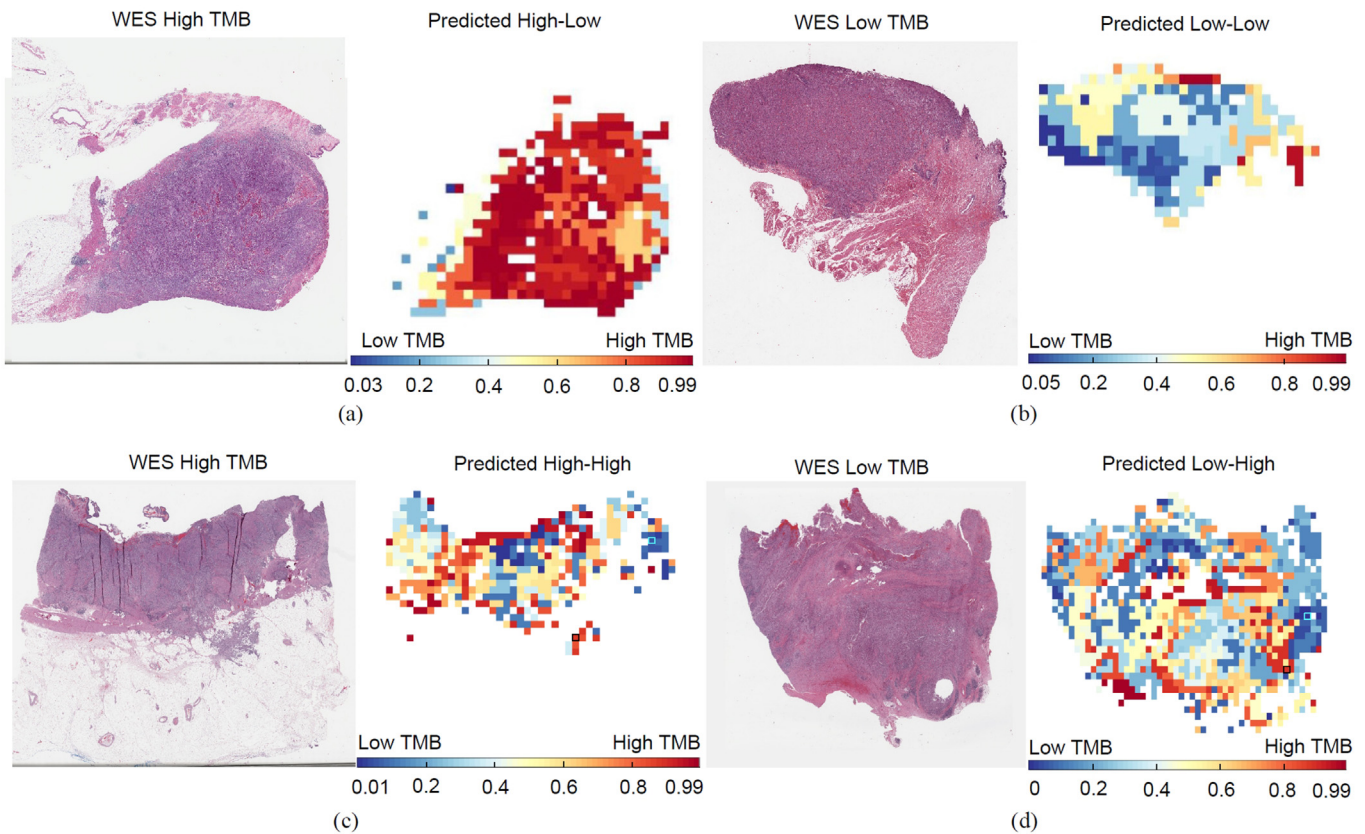 WES High TMB
Predicted High-Low
WES Low TMB
Predicted Low-Low
Low TMB High TMB
0.03 0.2 0.4 0.6 0.8 0.99
Low TMB High TMB
0.05 0.2 0.4 0.6 0.8 0.99
(a)
(b)
WES High TMB
Predicted High-High
WES Low TMB
Predicted Low-High
Low TMB High TMB
0.01 0.2 0.4 0.6 0.8 0.99
Low TMB High TMB
0 0.2 0.4 0.6 0.8 0.99
(c)
(d)